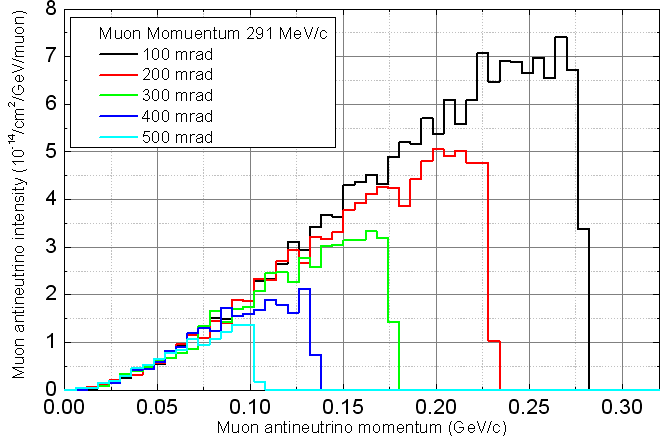 Muon Momuentum 291 MeV/c
100 mrad
200 mrad
300 mrad
400 mrad
500 mrad
Muon antineutrino intensity (10⁻¹⁴/cm²/GeV/muon)
8
7
6
5
4
3
2
1
0
0.00 0.05 0.10 0.15 0.20 0.25 0.30
Muon antineutrino momentum (GeV/c)